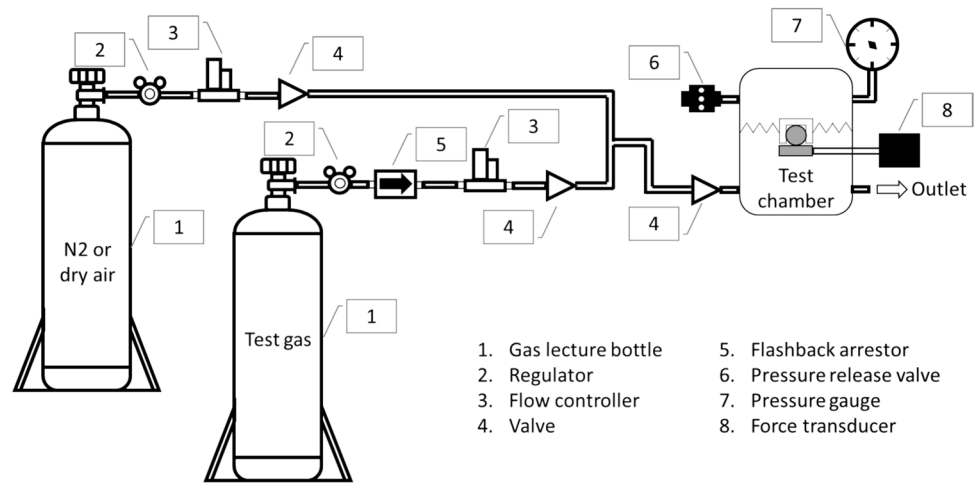 3
7
2
4
6
8
3
2
5
Test
chamber
Outlet
1
4
4
N2 or
dry air
1
Test gas
1. Gas lecture bottle
2. Regulator
3. Flow controller
4. Valve
5. Flashback arrestor
6. Pressure release valve
7. Pressure gauge
8. Force transducer